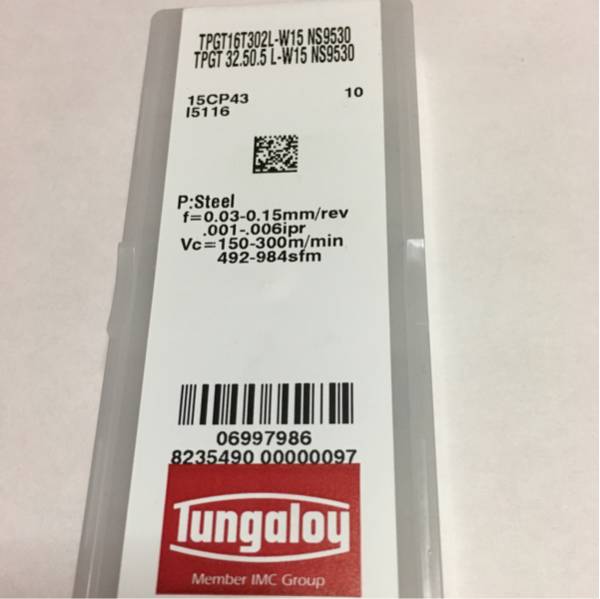 TPGT16T302L-W15 NS9530
TPGT 32.50.5 L-W15 NS9530
15CP43 10
I5116
P:Steel
f=0.03-0.15mm/rev
.001-.006ipr
Vc=150-300m/min
492-984sfm
06997986
8235490 00000097
Tungaloy
Member IMC Group